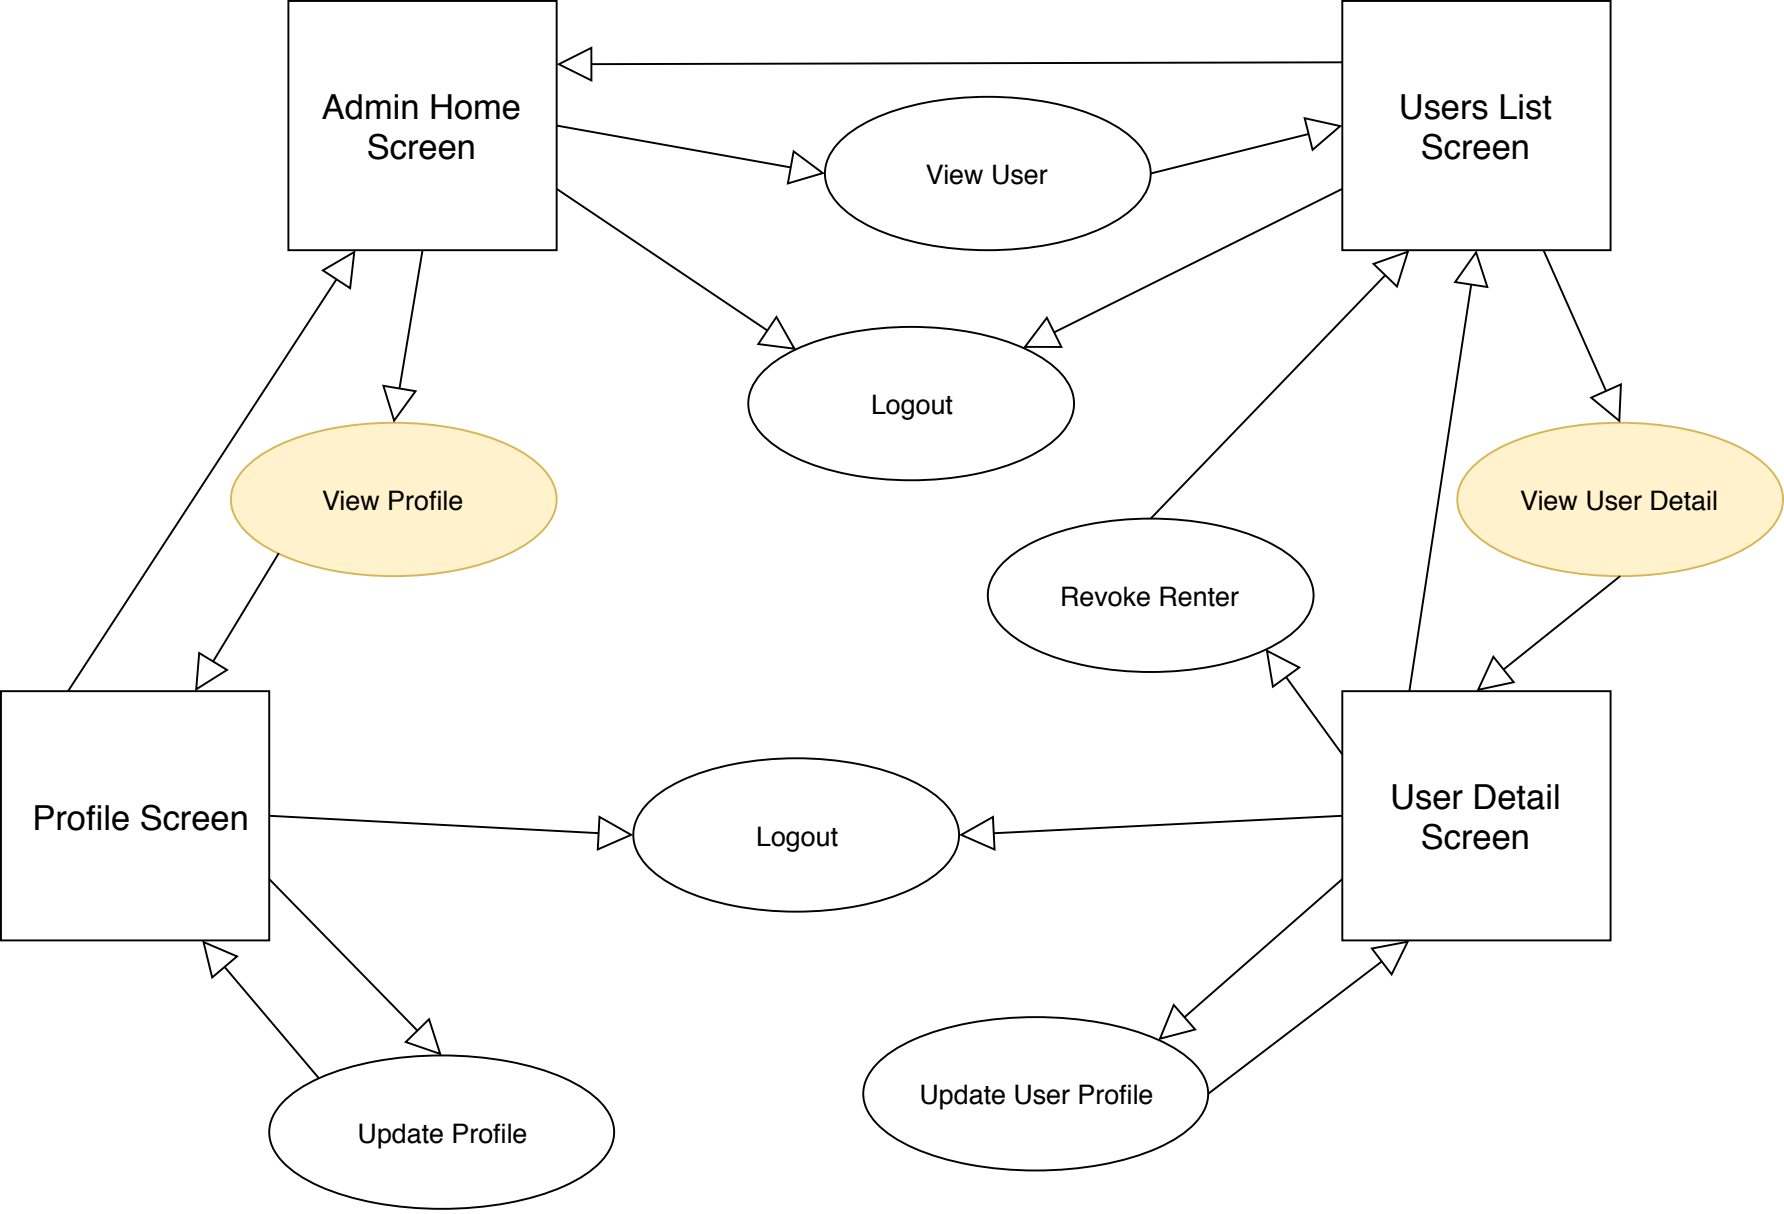 Admin Home
Screen
Users List
Screen
View User
Logout
View Profile
View User Detail
Revoke Renter
Profile Screen
Logout
User Detail
Screen
Update User Profile
Update Profile